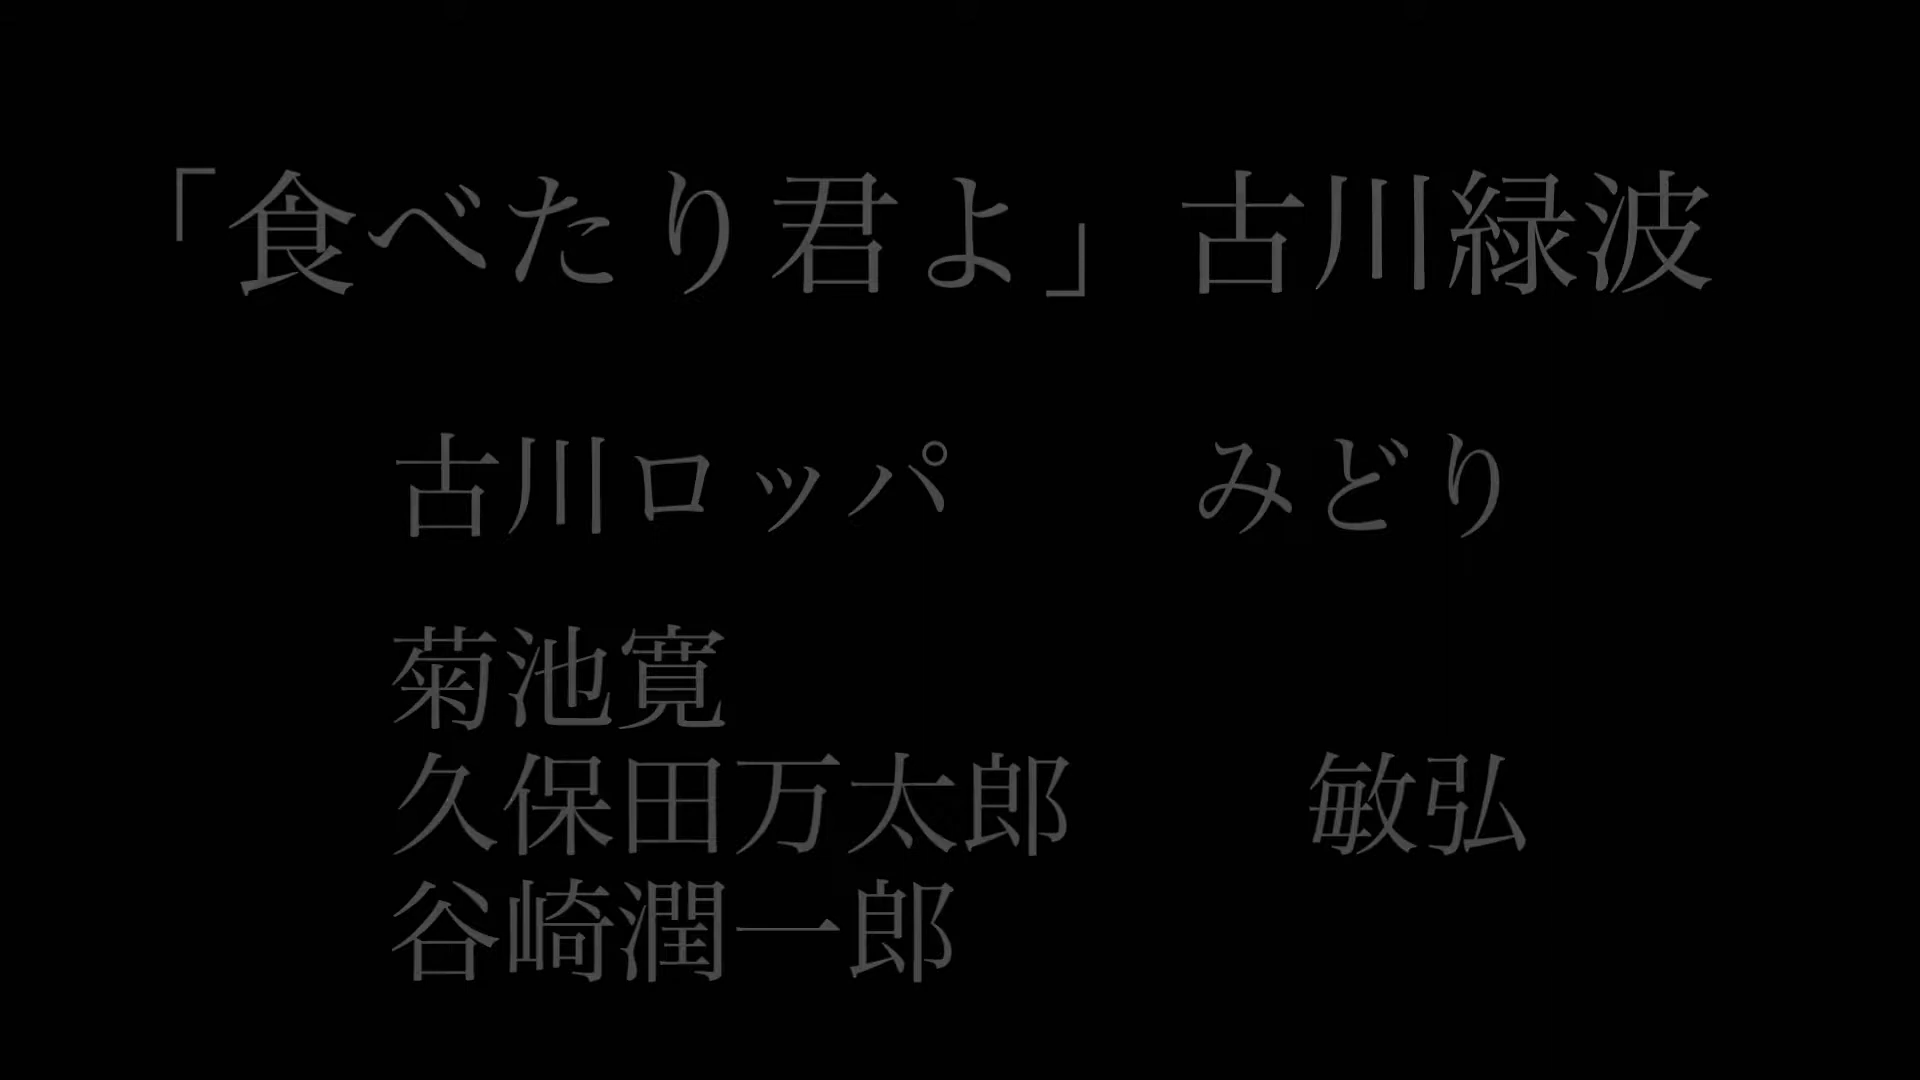 「食べたり君よ」古川緑波
古川ロッパ　　みどり
菊池寛
久保田万太郎　　敏弘
谷崎潤一郎